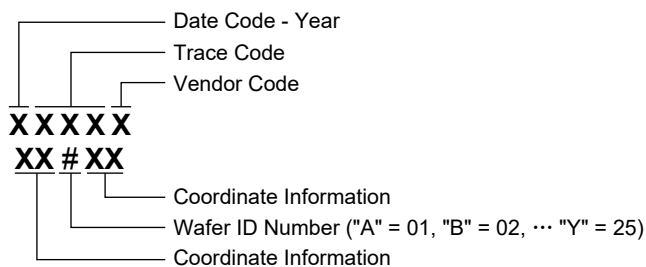 Date Code - Year
Trace Code
Vendor Code
XXXXX
XX # XX
Coordinate Information
Wafer ID Number ("A" = 01, "B" = 02, ⋯ "Y" = 25)
Coordinate Information